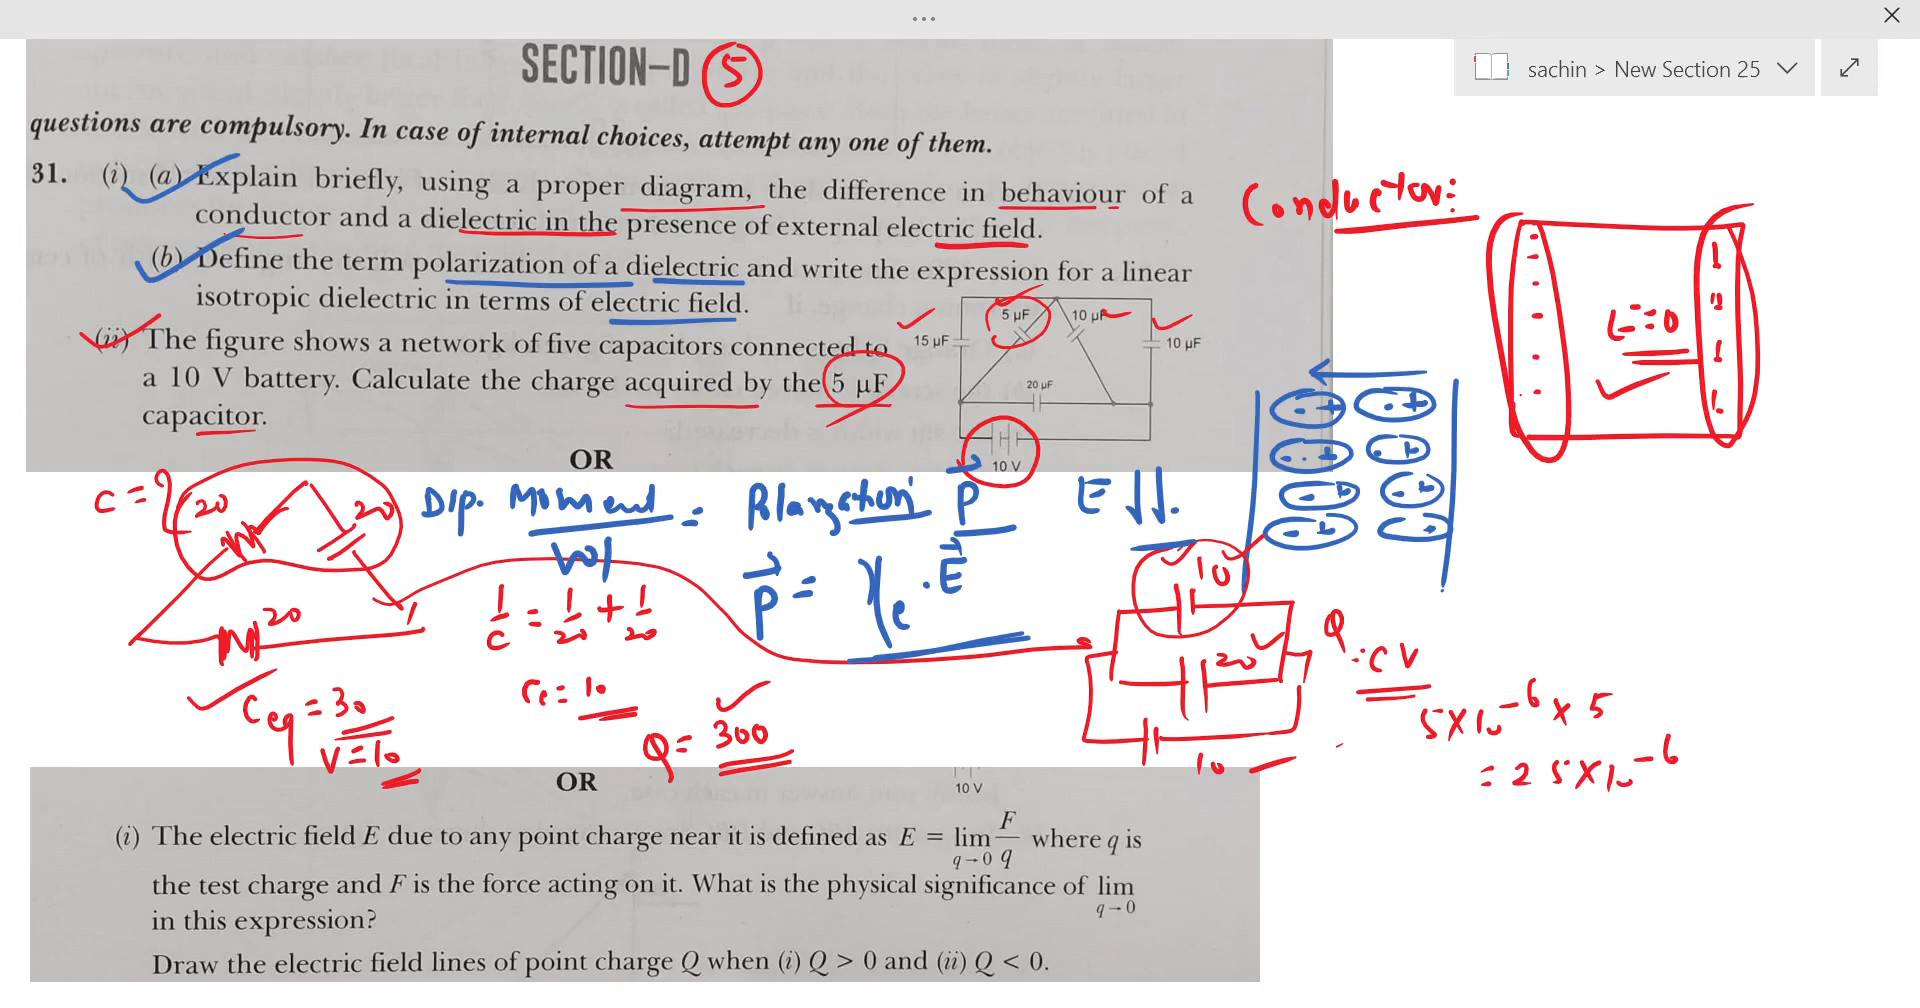 sachin > New Section 25
SECTION-D 5
questions are compulsory. In case of internal choices, attempt any one of them.
31. (i) (a) Explain briefly, using a proper diagram, the difference in behaviour of a
conductor and a dielectric in the presence of external electric field.
(b) Define the term polarization of a dielectric and write the expression for a linear
isotropic dielectric in terms of electric field.
(ii) The figure shows a network of five capacitors connected to
a 10 V battery. Calculate the charge acquired by the 5 μF
capacitor.
5 μF
10 μF
15 μF
10 μF
20 μF
10 V
OR
Conductor:
E=0
C=?
20
20
20
Ceq = 30
V=10
Dip. Moment
1/C = 1/20 + 1/20
10
Q= 300
P
P = χe . E
E ↓↓.
10
20
10
Q
CV
5X10-6 x 5
= 25X10-6
OR
10 V
(i) The electric field E due to any point charge near it is defined as E = lim q→0 F/q where q is
the test charge and F is the force acting on it. What is the physical significance of lim q→0
in this expression?
Draw the electric field lines of point charge Q when (i) Q > 0 and (ii) Q < 0.